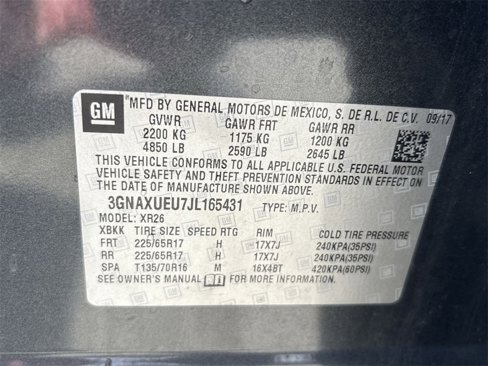 GM
MFD BY GENERAL MOTORS DE MEXICO, S. DE R.L. DE C.V. 09/17
GVWR GAWR FRT GAWR RR
2200 KG 1175 KG 1200 KG
4850 LB 2590 LB 2645 LB
THIS VEHICLE CONFORMS TO ALL APPLICABLE U.S. FEDERAL MOTOR
VEHICLE SAFETY AND THEFT PREVENTION STANDARDS IN EFFECT ON
THE DATE OF MANUFACTURE SHOWN ABOVE.
3GNAXUEU7JL165431 TYPE: M.P.V.
MODEL: XR26
XBKK TIRE SIZE SPEED RTG RIM COLD TIRE PRESSURE
FRT 225/65R17 H 17X7J 240KPA(35PSI)
RR 225/65R17 H 17X7J 240KPA(35PSI)
SPA T135/70R16 M 16X4BT 420KPA(60PSI)
SEE OWNER'S MANUAL FOR MORE INFORMATION.